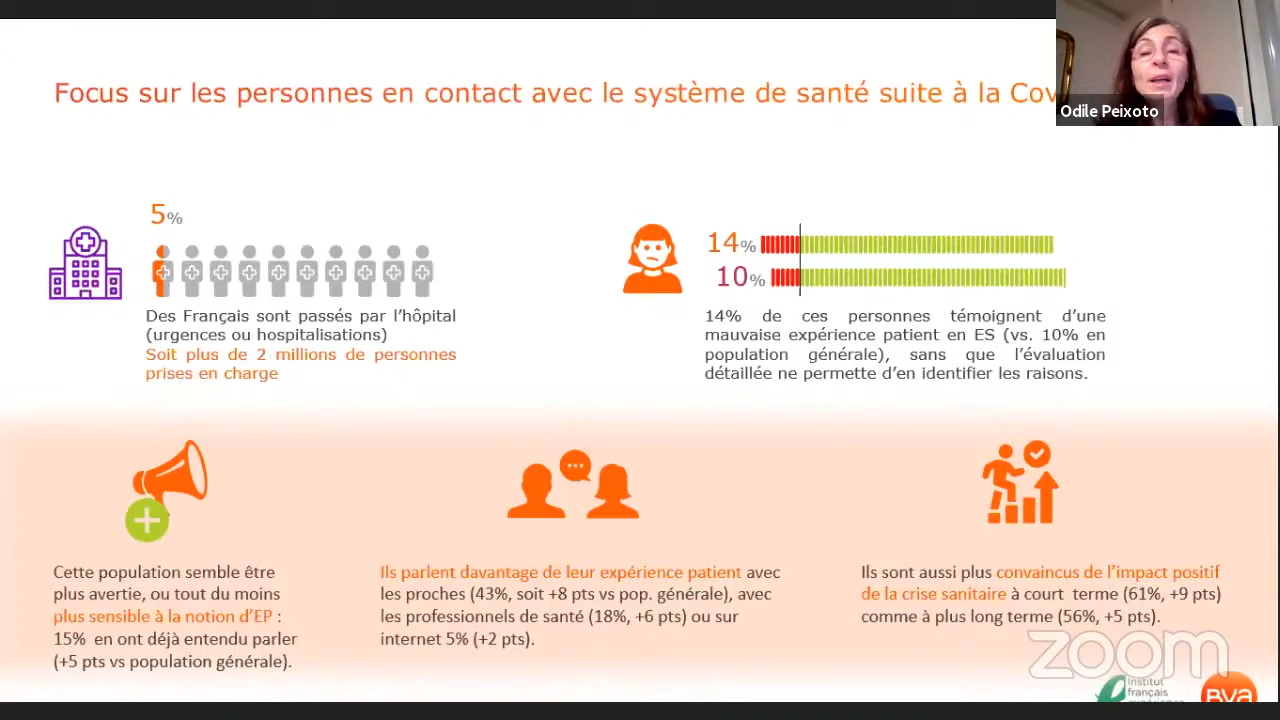 Focus sur les personnes en contact avec le système de santé suite à la Cov
Odile Peixoto
5%
Des Français sont passés par l'hôpital
(urgences ou hospitalisations)
Soit plus de 2 millions de personnes
prises en charge
14%
10%
14% de ces personnes témoignent d'une
mauvaise expérience patient en ES (vs. 10% en
population générale), sans que l'évaluation
détaillée ne permette d'en identifier les raisons.
Cette population semble être
plus avertie, ou tout du moins
plus sensible à la notion d'EP :
15% en ont déjà entendu parler
(+5 pts vs population générale).
Ils parlent davantage de leur expérience patient avec
les proches (43%, soit +8 pts vs pop. générale), avec
les professionnels de santé (18%, +6 pts) ou sur
internet 5% (+2 pts).
Ils sont aussi plus convaincus de l'impact positif
de la crise sanitaire à court terme (61%, +9 pts)
comme à plus long terme (56%, +5 pts).
zoom
Institut
français
BVA